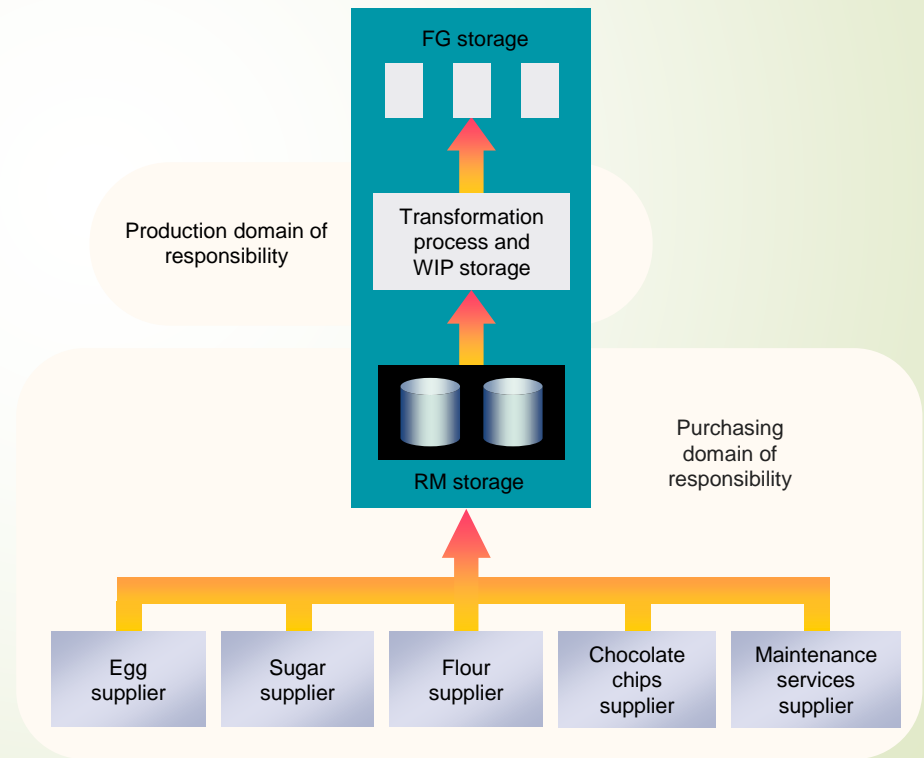 FG storage
Transformation
process and
WIP storage
Production domain of
responsibility
RM storage
Purchasing
domain of
responsibility
Egg
supplier
Sugar
supplier
Flour
supplier
Chocolate
chips
supplier
Maintenance
services
supplier